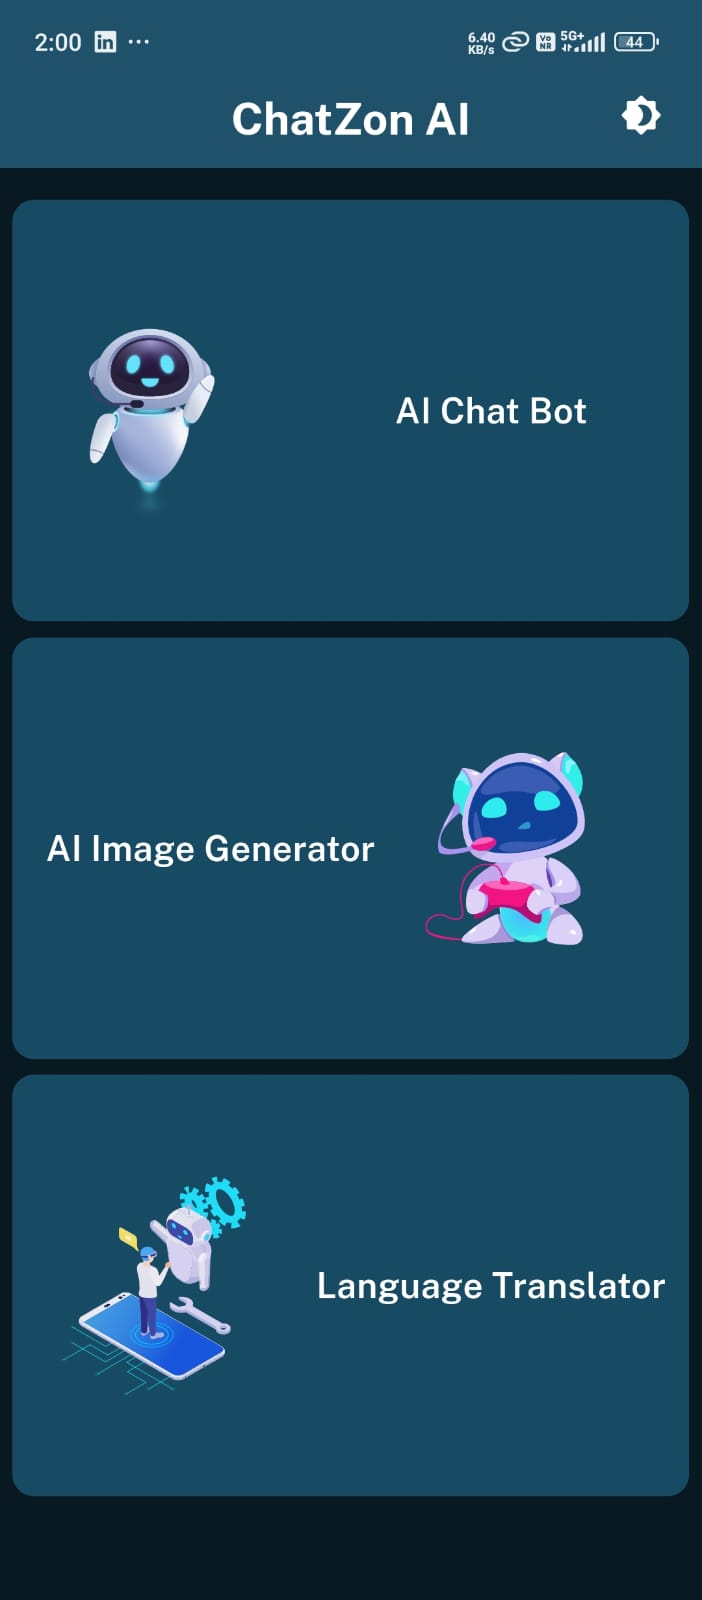 2:00 in ... 6.40 KB/s Vo NR 5G+ 44
ChatZon AI
AI Chat Bot
AI Image Generator
Language Translator